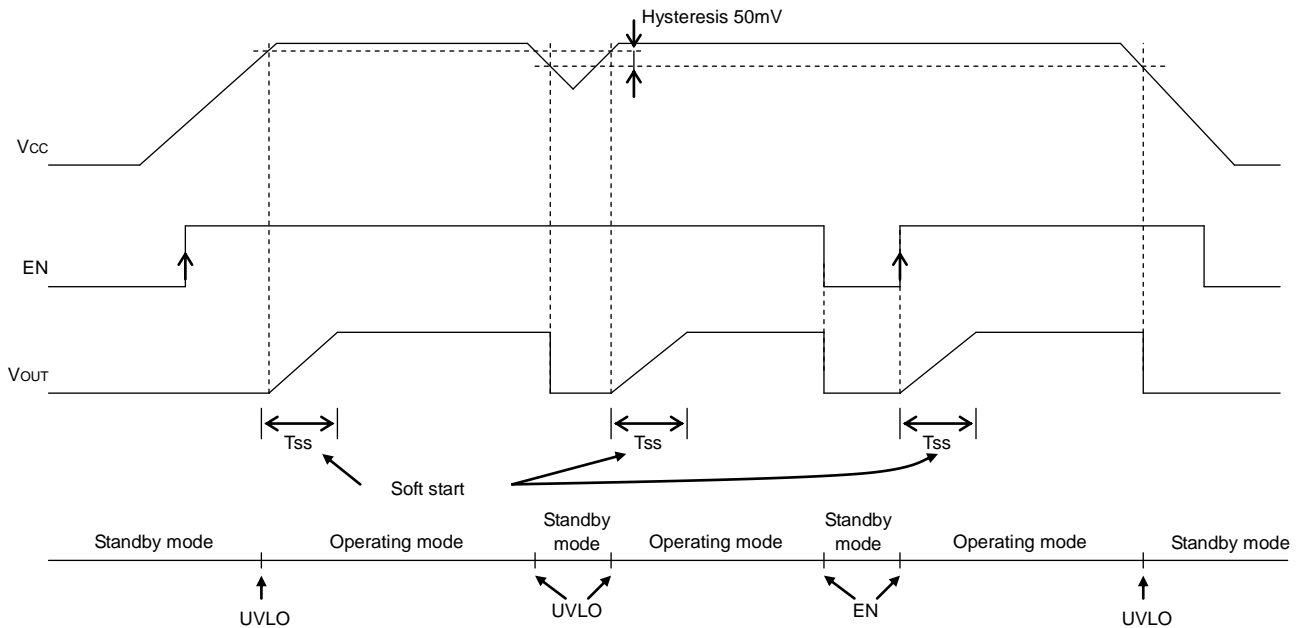 Hysteresis 50mV
VCC
EN
VOUT
Tss
Tss
Tss
Soft start
Standby mode
Operating mode
Standby
mode
Operating mode
Standby
mode
Operating mode
Standby mode
UVLO
UVLO
EN
UVLO